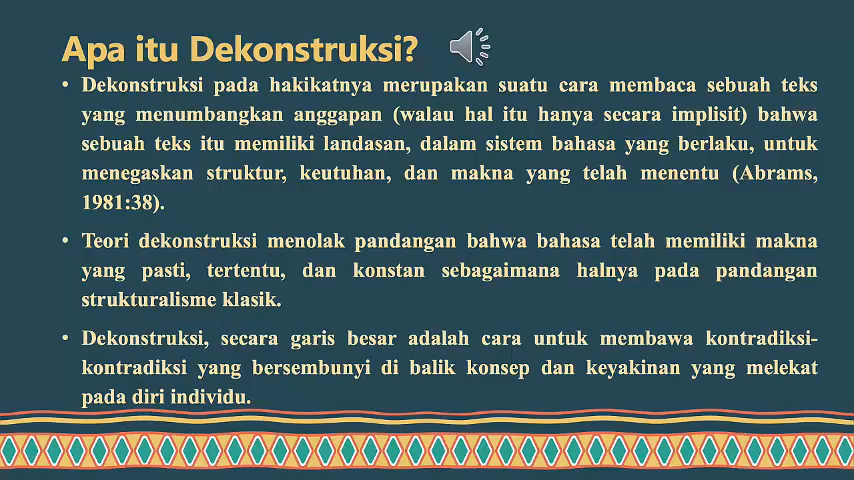 Apa itu Dekonstruksi?
• Dekonstruksi pada hakikatnya merupakan suatu cara membaca sebuah teks
yang menumbangkan anggapan (walau hal itu hanya secara implisit) bahwa
sebuah teks itu memiliki landasan, dalam sistem bahasa yang berlaku, untuk
menegaskan struktur, keutuhan, dan makna yang telah menentu (Abrams,
1981:38).
• Teori dekonstruksi menolak pandangan bahwa bahasa telah memiliki makna
yang pasti, tertentu, dan konstan sebagaimana halnya pada pandangan
strukturalisme klasik.
• Dekonstruksi, secara garis besar adalah cara untuk membawa kontradiksi-
kontradiksi yang bersembunyi di balik konsep dan keyakinan yang melekat
pada diri individu.